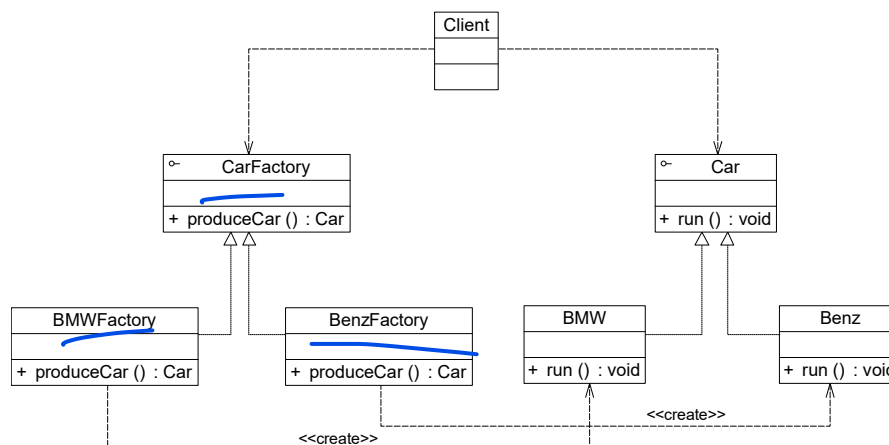 Client
CarFactory
+ produceCar () : Car
Car
+ run () : void
BMWFactory
+ produceCar () : Car
BenzFactory
+ produceCar () : Car
BMW
+ run () : void
Benz
+ run () : void
<<create>>
<<create>>